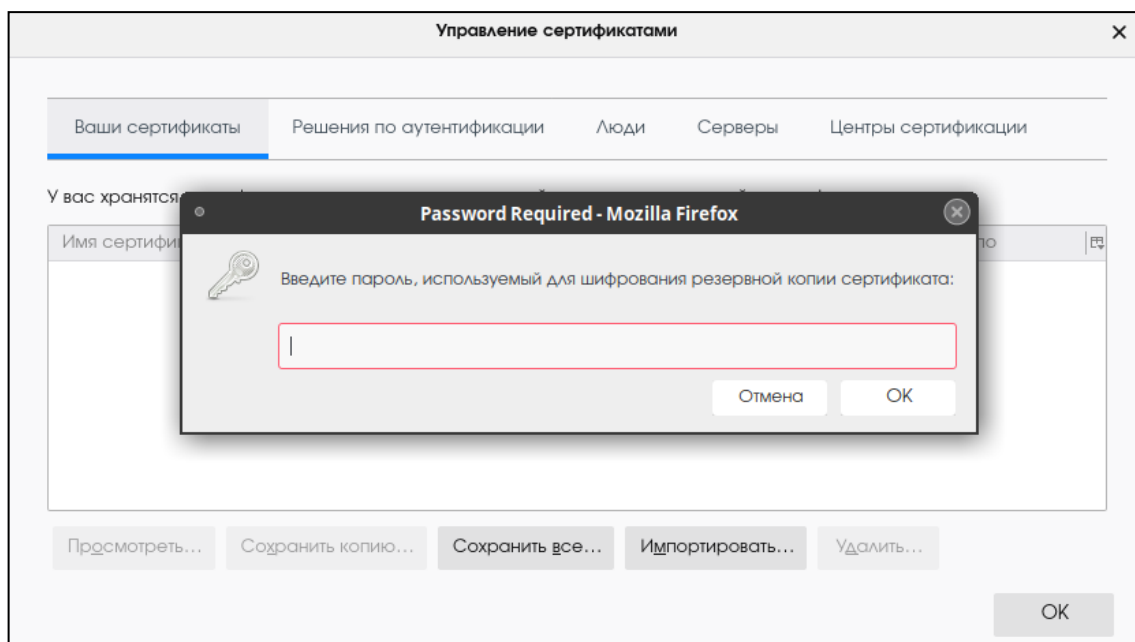 Управление сертификатами
Ваши сертификаты Решения по аутентификации Люди Серверы Центры сертификации
У вас хранятся
Password Required - Mozilla Firefox
Имя
Введите пароль, используемый для шифрования резервной копии сертификата:
Отмена OK
Просмотреть... Сохранить копию... Сохранить все... Импортировать... Удалить...
OK